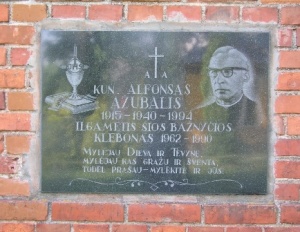 A A
KUN. ALFONSAS
AZUBALIS
1915-1940-1994
ILGAMETIS ŠIOS BAŽNYČIOS
KLEBONAS 1962-1990
MYLĖJAU DIEVĄ IR TĖVYNĘ
MYLĖJAU KAS GRAŽU IR ŠVENTA,
TODĖL PRAŠAU-MYLĖKITE IR JŪS!